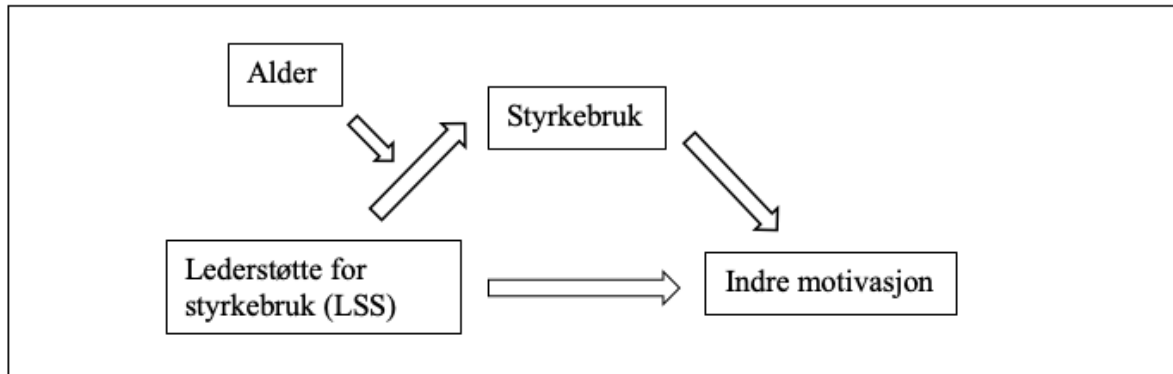 Alder
Styrkebruk
Lederstøtte for
styrkebruk (LSS)
Indre motivasjon